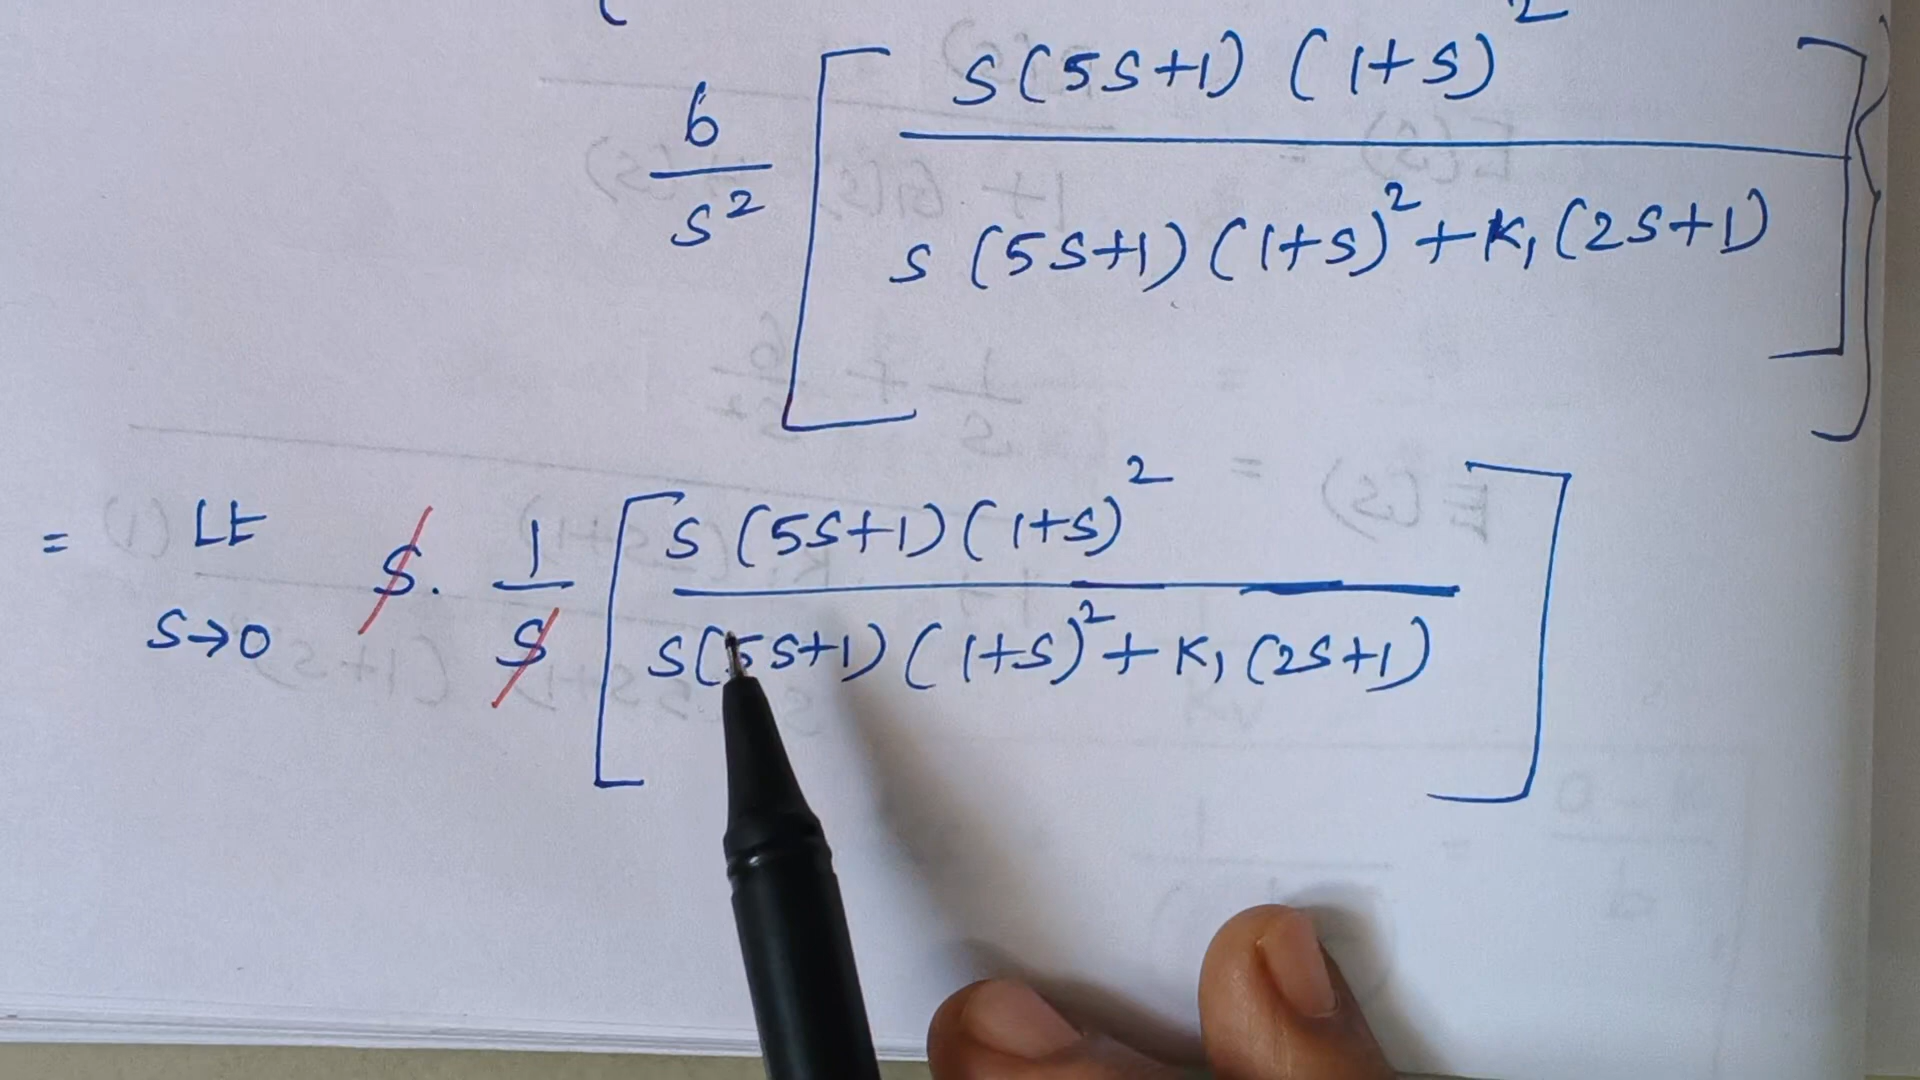 6/s² [ s(5s+1)(1+s)² / s(5s+1)(1+s)²+K₁(2s+1) ] }
= Lt s→0 s. 1/s [ s(5s+1)(1+s)² / s(5s+1)(1+s)²+K₁(2s+1) ]